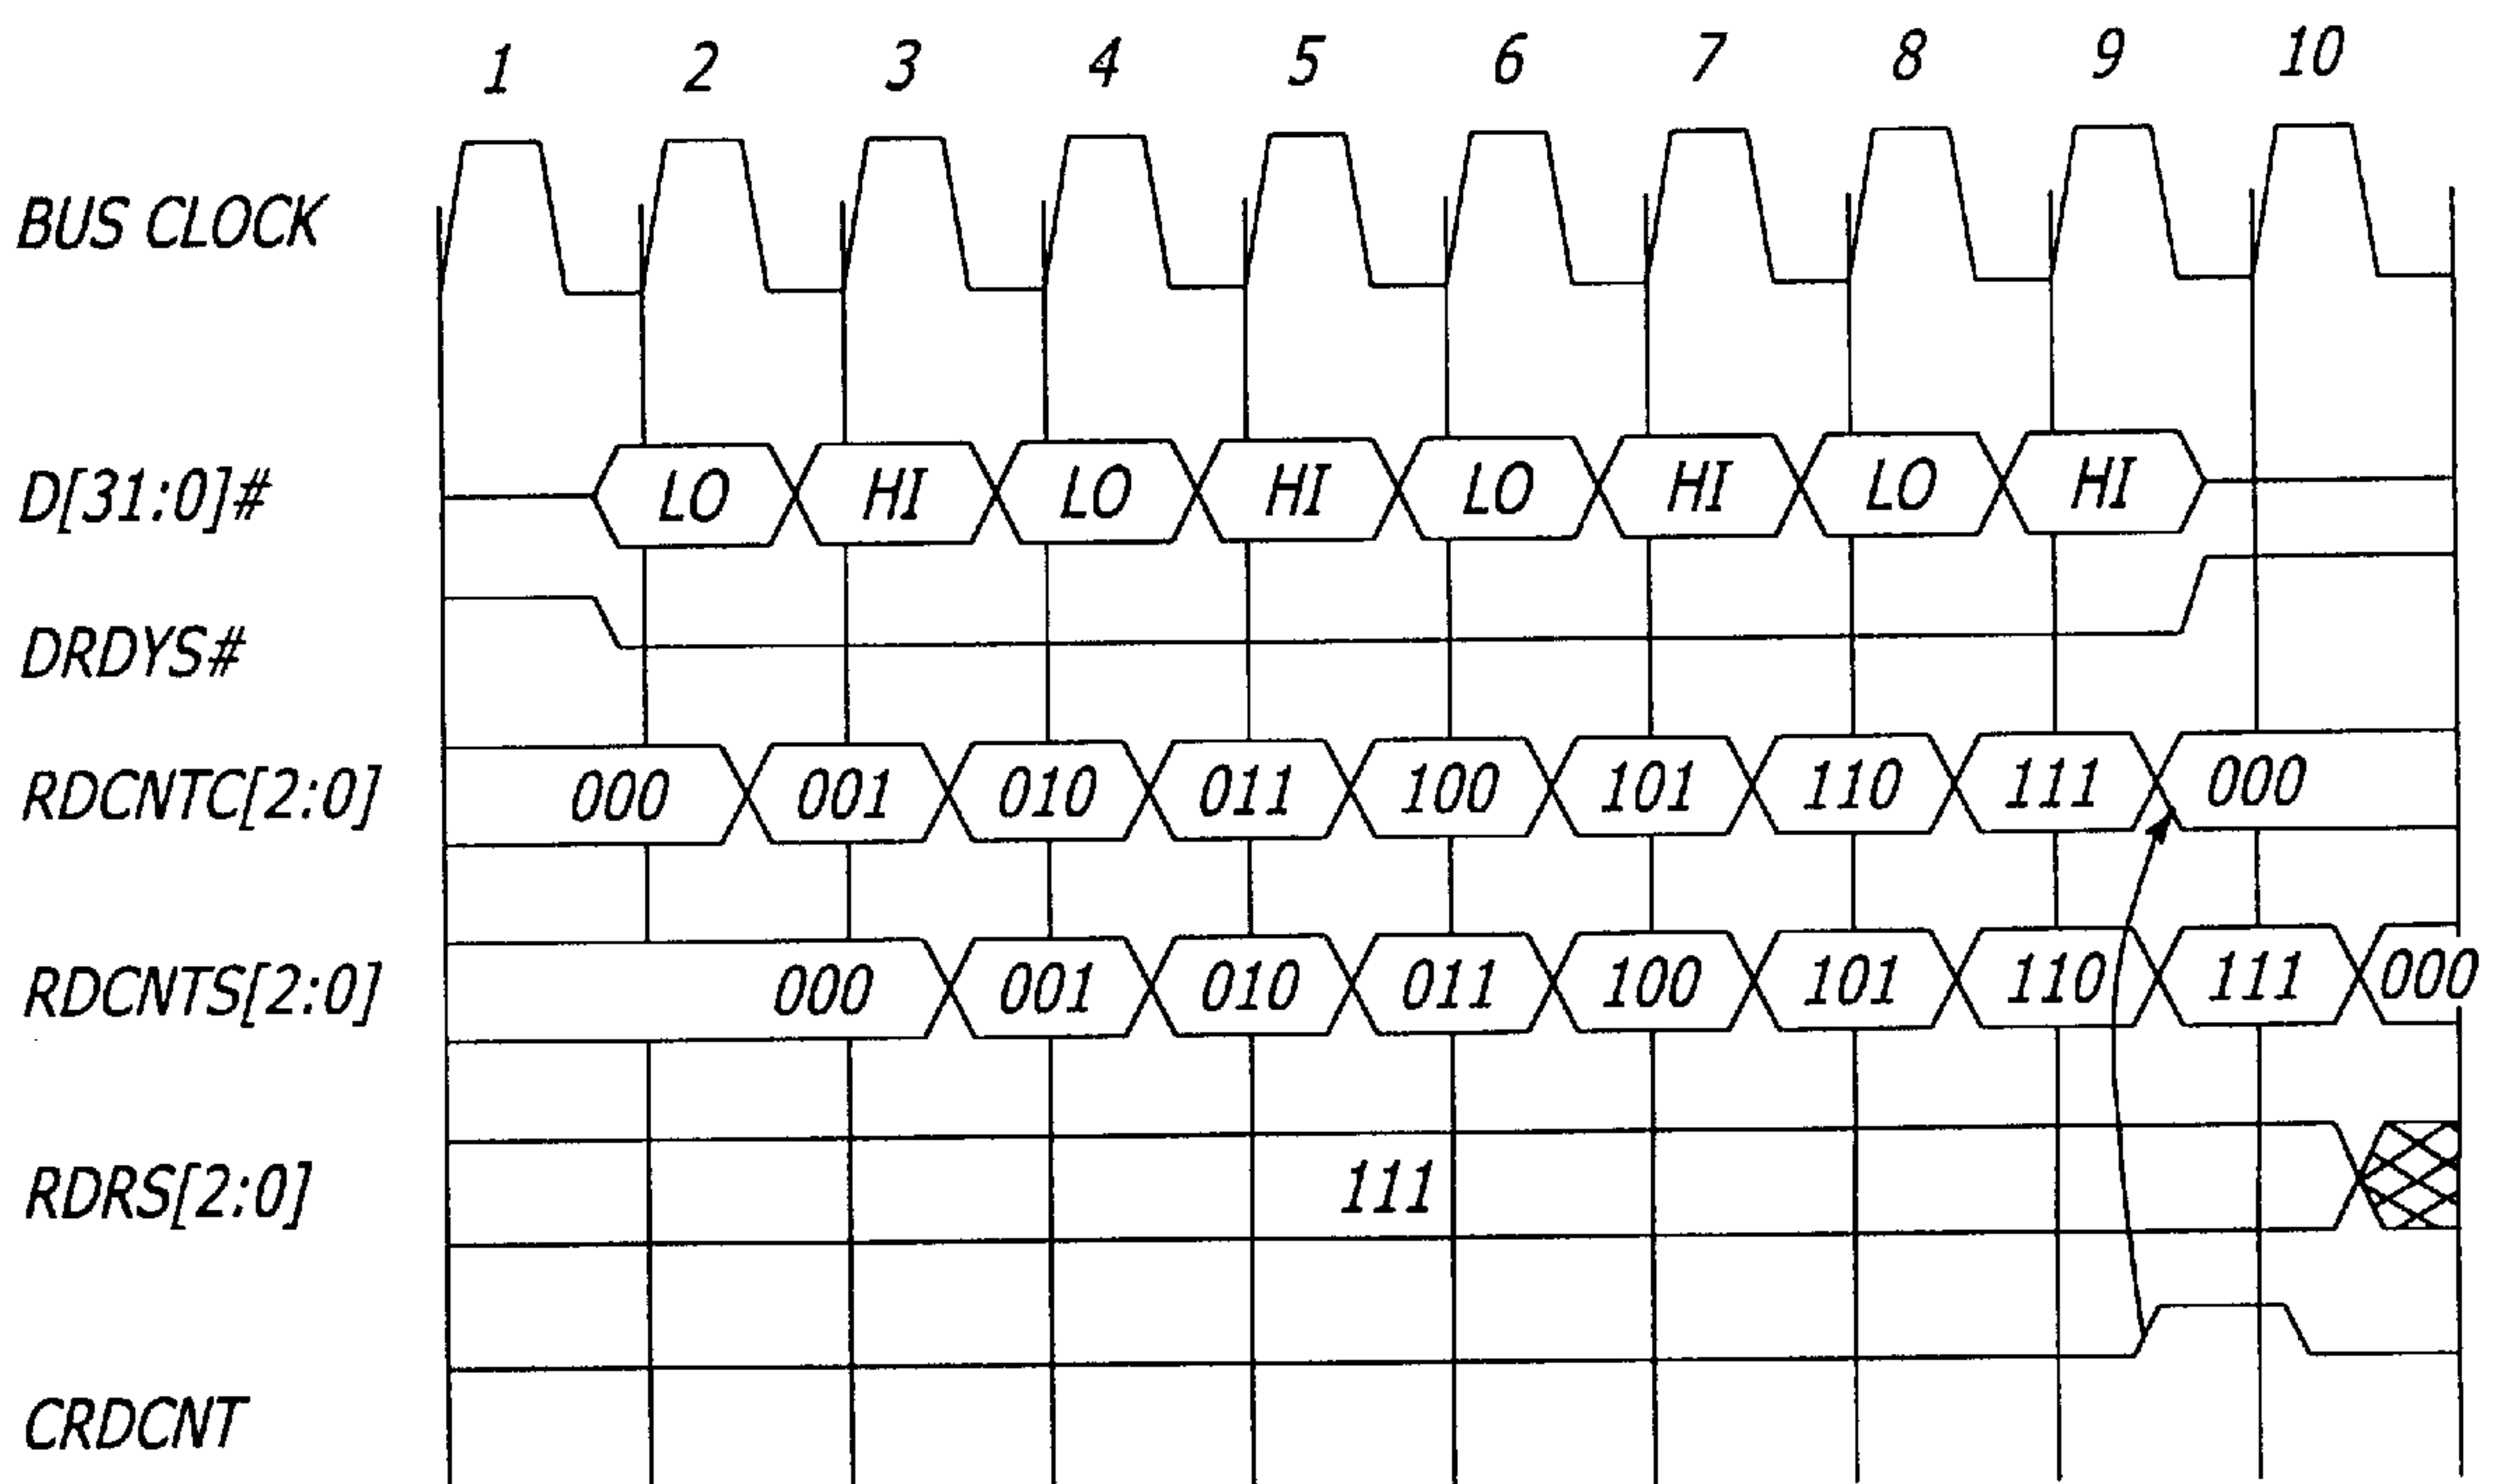 1 2 3 4 5 6 7 8 9 10
BUS CLOCK
D[31:0]# LO HI LO HI LO HI LO HI
DRDYS#
RDCNTC[2:0] 000 001 010 011 100 101 110 111 000
RDCNTS[2:0] 000 001 010 011 100 101 110 111 000
RDRS[2:0] 111
CRDCNT